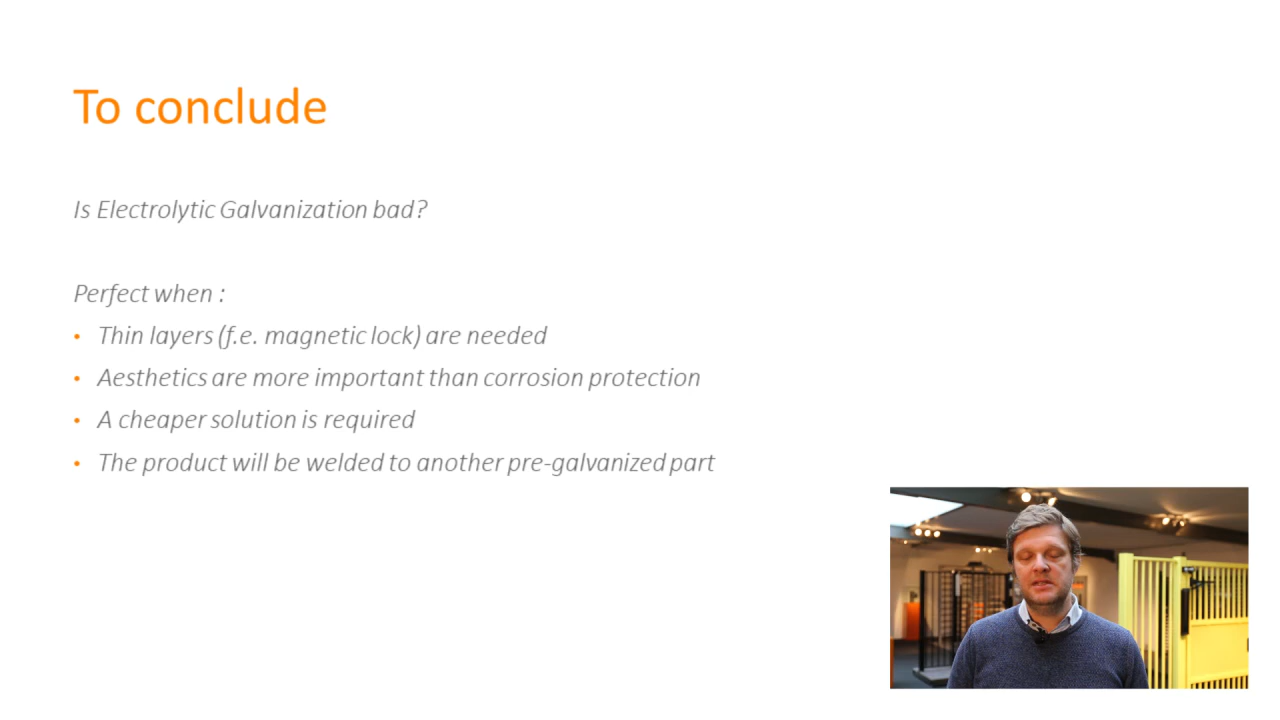 To conclude
Is Electrolytic Galvanization bad?
Perfect when :
• Thin layers (f.e. magnetic lock) are needed
• Aesthetics are more important than corrosion protection
• A cheaper solution is required
• The product will be welded to another pre-galvanized part